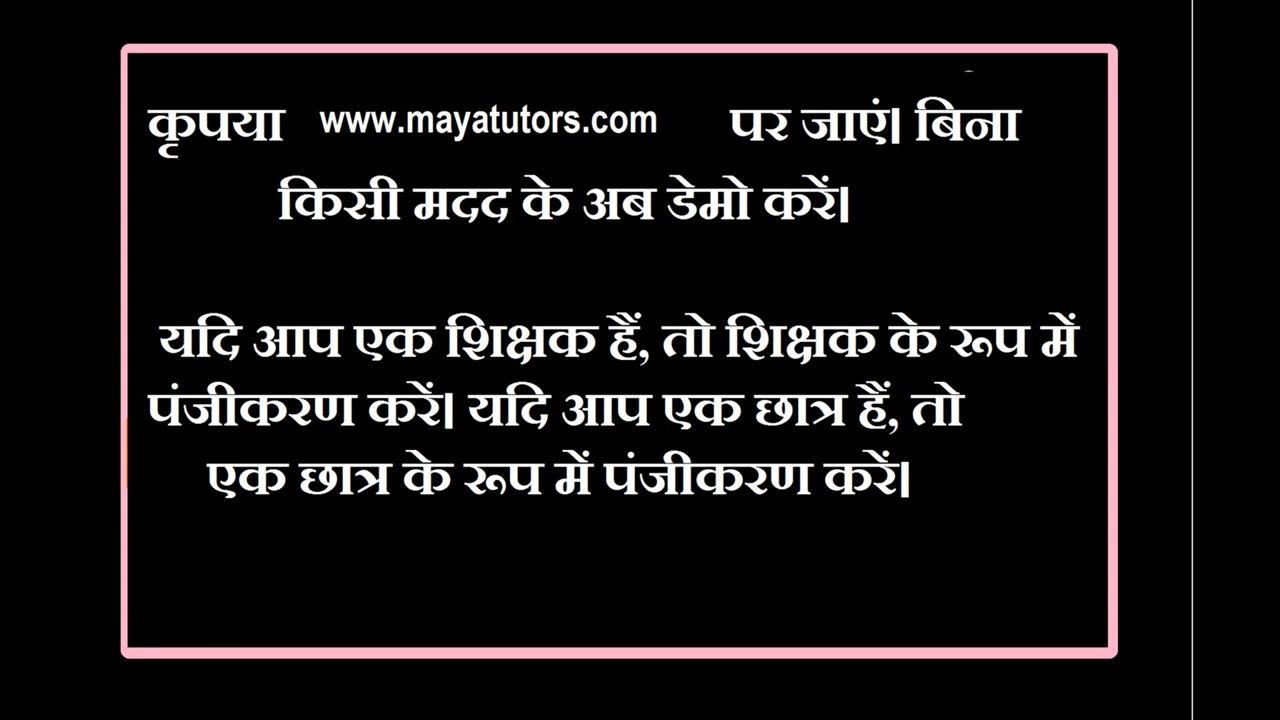 कृपया www.mayatutors.com पर जाएं। बिना
किसी मदद के अब डेमो करें।
यदि आप एक शिक्षक हैं, तो शिक्षक के रूप में
पंजीकरण करें। यदि आप एक छात्र हैं, तो
एक छात्र के रूप में पंजीकरण करें।